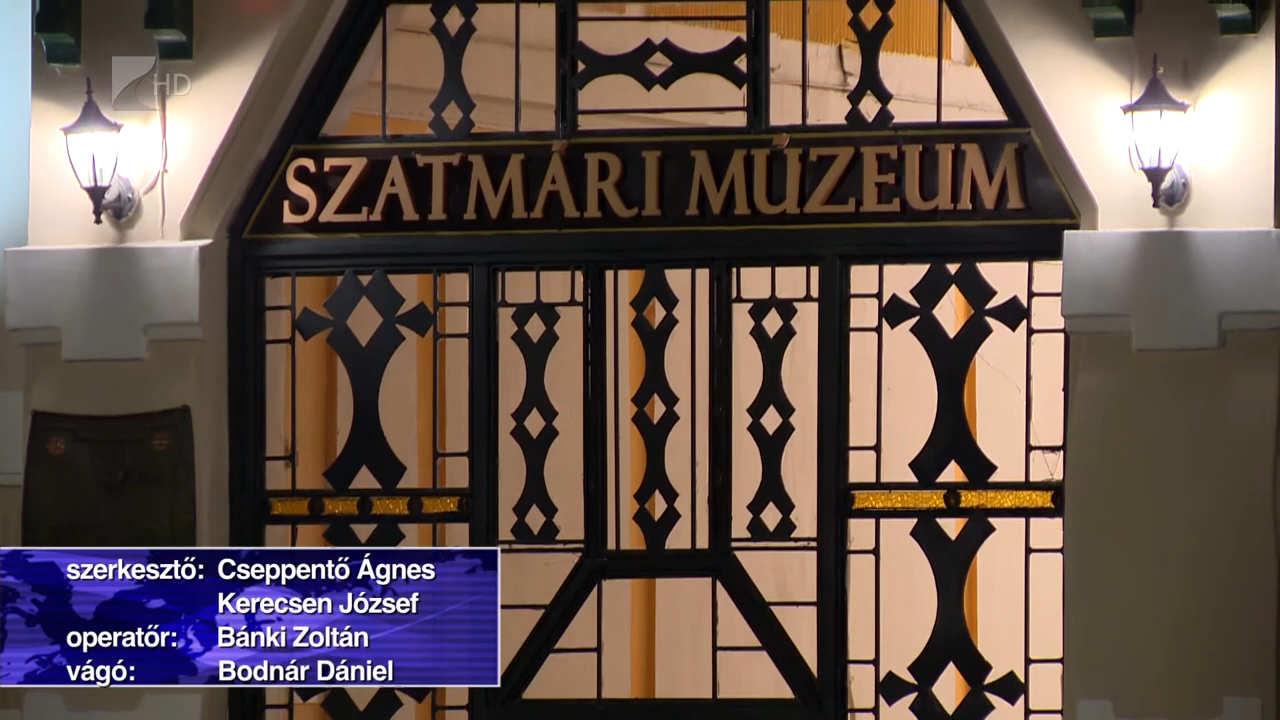 HD
SZATMÁRI MÚZEUM
szerkesztő: Cseppentő Ágnes
Kerecsen József
operatőr: Bánki Zoltán
vágó: Bodnár Dániel